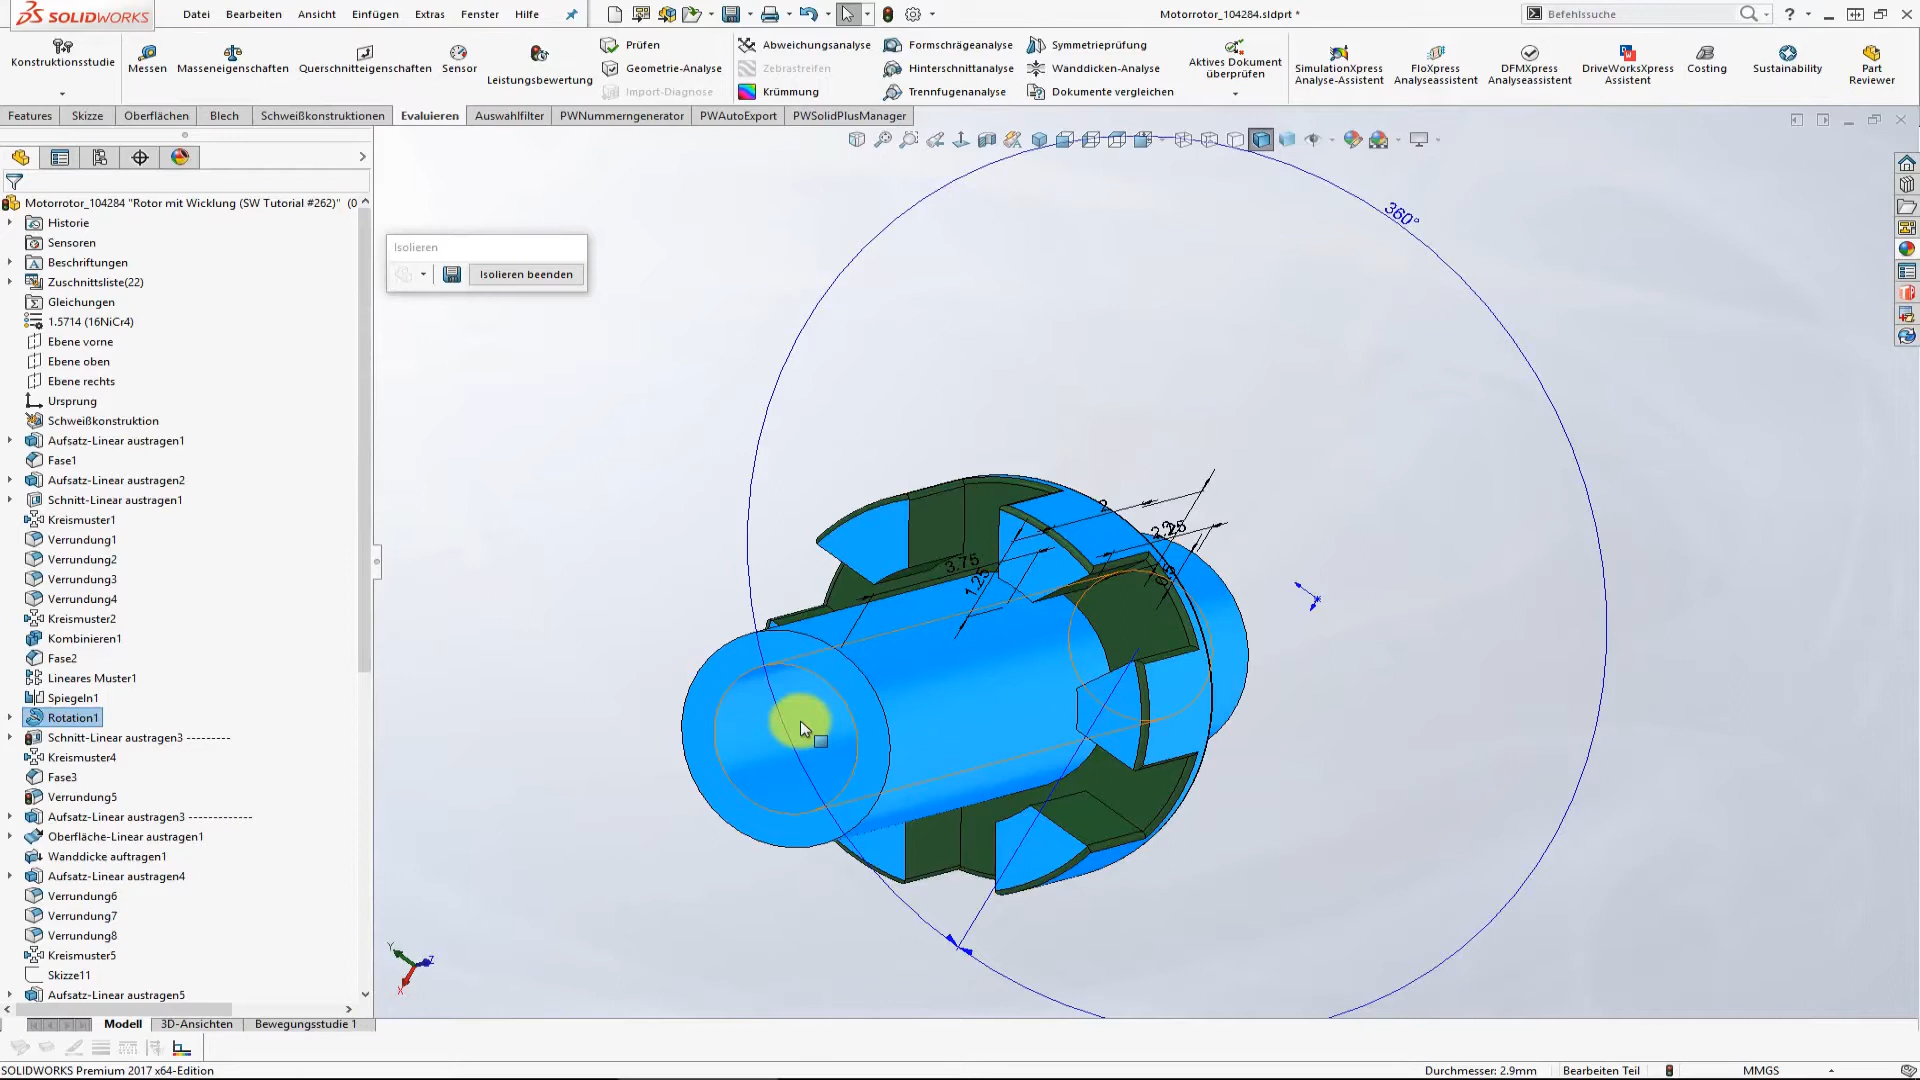 SOLIDWORKS Datei Bearbeiten Ansicht Einfügen Extras Fenster Hilfe Motorrotor_104284.sldprt * Befehlssuche
Konstruktionsstudie
Messen
Masseneigenschaften
Querschnitteigenschaften
Sensor
Leistungsbewertung
Prüfen
Geometrie-Analyse
Import-Diagnose
Abweichungsanalyse
Zebrastreifen
Krümmung
Formschrägeanalyse
Hinterschnittanalyse
Trennfugenanalyse
Symmetrieprüfung
Wanddicken-Analyse
Dokumente vergleichen
Aktives Dokument
überprüfen
SimulationXpress
Analyse-Assistent
FloXpress
Analyseassistent
DFMXpress
Analyseassistent
DriveWorksXpress
Assistent
Costing
Sustainability
Part
Reviewer
Features Skizze Oberflächen Blech Schweißkonstruktionen Evaluieren Auswahlfilter PWNummerngenerator PWAutoExport PWSolidPlusManager
Motorrotor_104284 "Rotor mit Wicklung (SW Tutorial #262)" (0
Historie
Sensoren
Beschriftungen
Zuschnittsliste(22)
Gleichungen
1.5714 (16NiCr4)
Ebene vorne
Ebene oben
Ebene rechts
Ursprung
Schweißkonstruktion
Aufsatz-Linear austragen1
Fase1
Aufsatz-Linear austragen2
Schnitt-Linear austragen1
Kreismuster1
Verrundung1
Verrundung2
Verrundung3
Verrundung4
Kreismuster2
Kombinieren1
Fase2
Lineares Muster1
Spiegeln1
Rotation1
Schnitt-Linear austragen3 ---------
Kreismuster4
Fase3
Verrundung5
Aufsatz-Linear austragen3 -------------
Oberfläche-Linear austragen1
Wanddicke auftragen1
Aufsatz-Linear austragen4
Verrundung6
Verrundung7
Verrundung8
Kreismuster5
Skizze11
Aufsatz-Linear austragen5
Isolieren
Isolieren beenden
360°
2
3.75
1.25
Y
Z
X
Modell 3D-Ansichten Bewegungsstudie 1
SOLIDWORKS Premium 2017 x64-Edition Durchmesser: 2.9mm Bearbeiten Teil MMGS